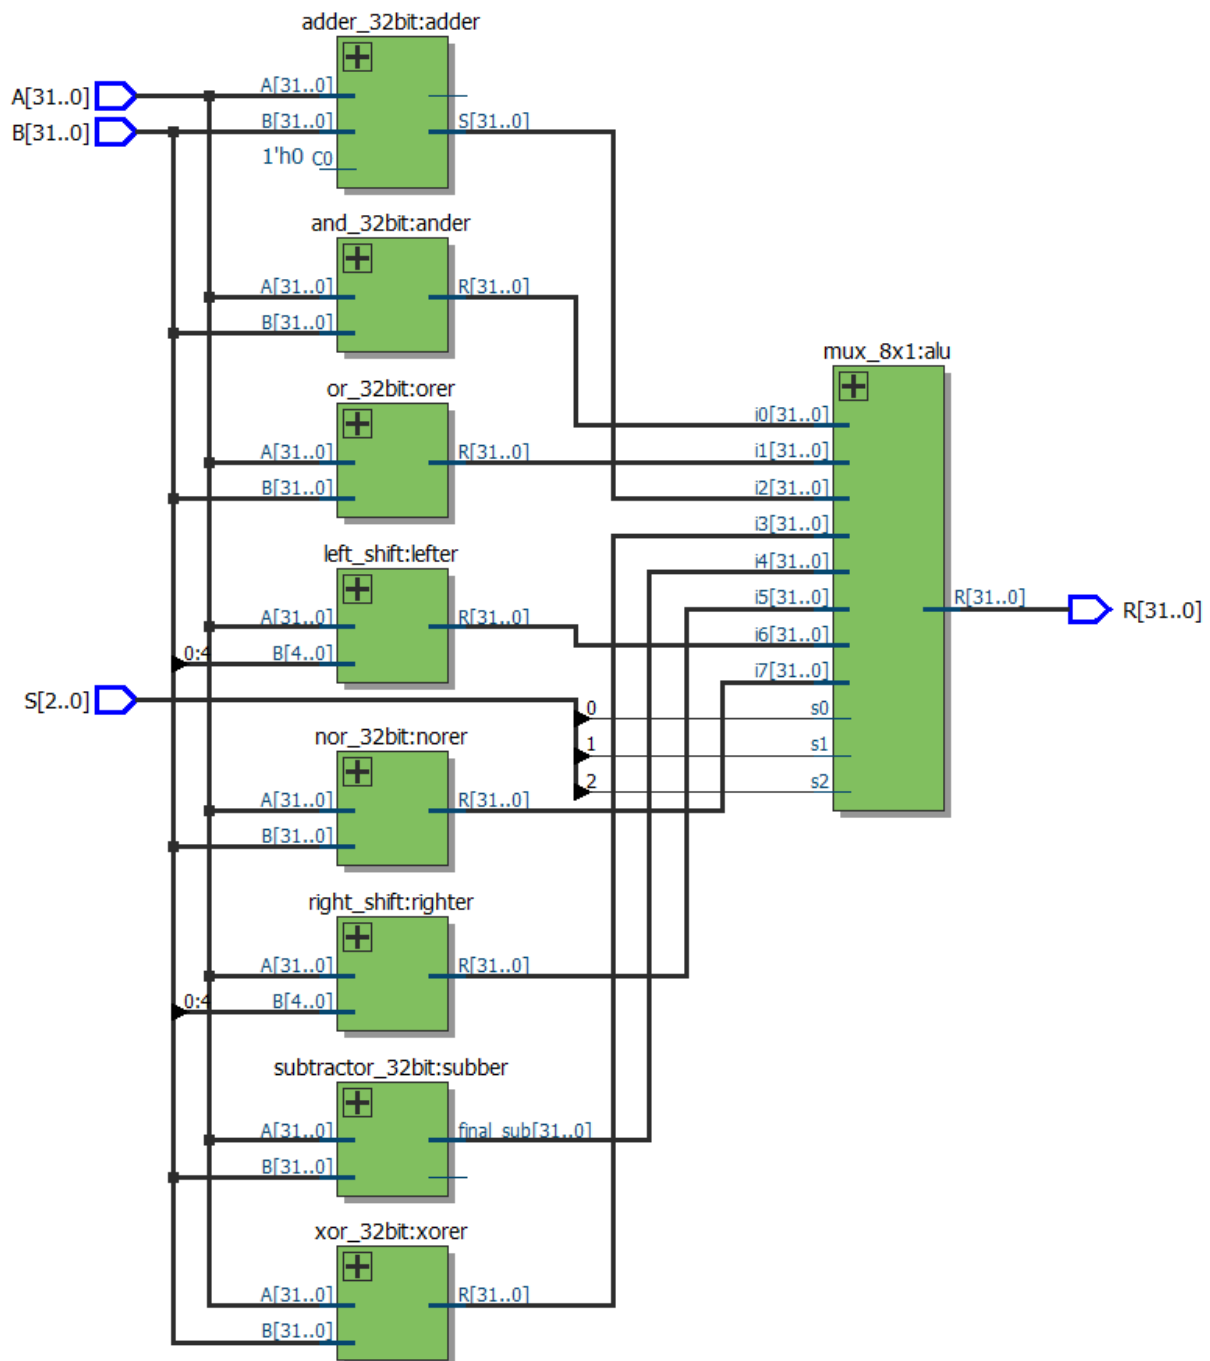 adder_32bit:adder
A[31..0]
B[31..0]
A[31..0]
B[31..0]
1'h0 C0
S[31..0]
and_32bit:ander
A[31..0]
B[31..0]
R[31..0]
or_32bit:orer
A[31..0]
B[31..0]
R[31..0]
left_shift:lefter
A[31..0]
0:4
B[4..0]
R[31..0]
S[2..0]
0
1
2
nor_32bit:norer
A[31..0]
B[31..0]
R[31..0]
right_shift:righter
A[31..0]
0:4
B[4..0]
R[31..0]
subtractor_32bit:subber
A[31..0]
B[31..0]
final_sub[31..0]
xor_32bit:xorer
A[31..0]
B[31..0]
R[31..0]
mux_8x1:alu
i0[31..0]
i1[31..0]
i2[31..0]
i3[31..0]
i4[31..0]
i5[31..0]
i6[31..0]
i7[31..0]
s0
s1
s2
R[31..0]
R[31..0]